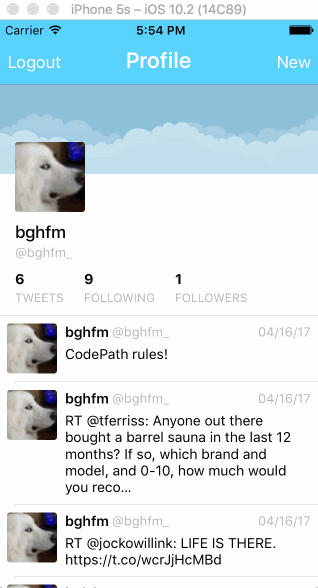 iPhone 5s – iOS 10.2 (14C89)
Carrier 5:54 PM
Logout Profile New
bghfm
@bghfm_
6 9 1
TWEETS FOLLOWING FOLLOWERS
bghfm @bghfm_ 04/16/17
CodePath rules!
bghfm @bghfm_ 04/16/17
RT @tferriss: Anyone out there
bought a barrel sauna in the last 12
months? If so, which brand and
model, and 0-10, how much would
you reco...
bghfm @bghfm_ 04/16/17
RT @jockowillink: LIFE IS THERE.
https://t.co/wcrJjHcMBd